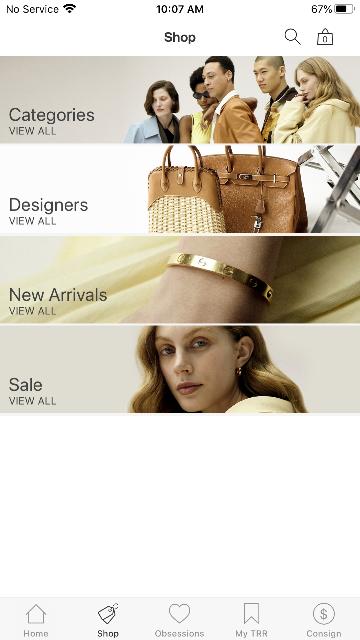 No Service 10:07 AM 67%
Shop
0
Categories
VIEW ALL
Designers
VIEW ALL
New Arrivals
VIEW ALL
Sale
VIEW ALL
Home Shop Obsessions My TRR Consign